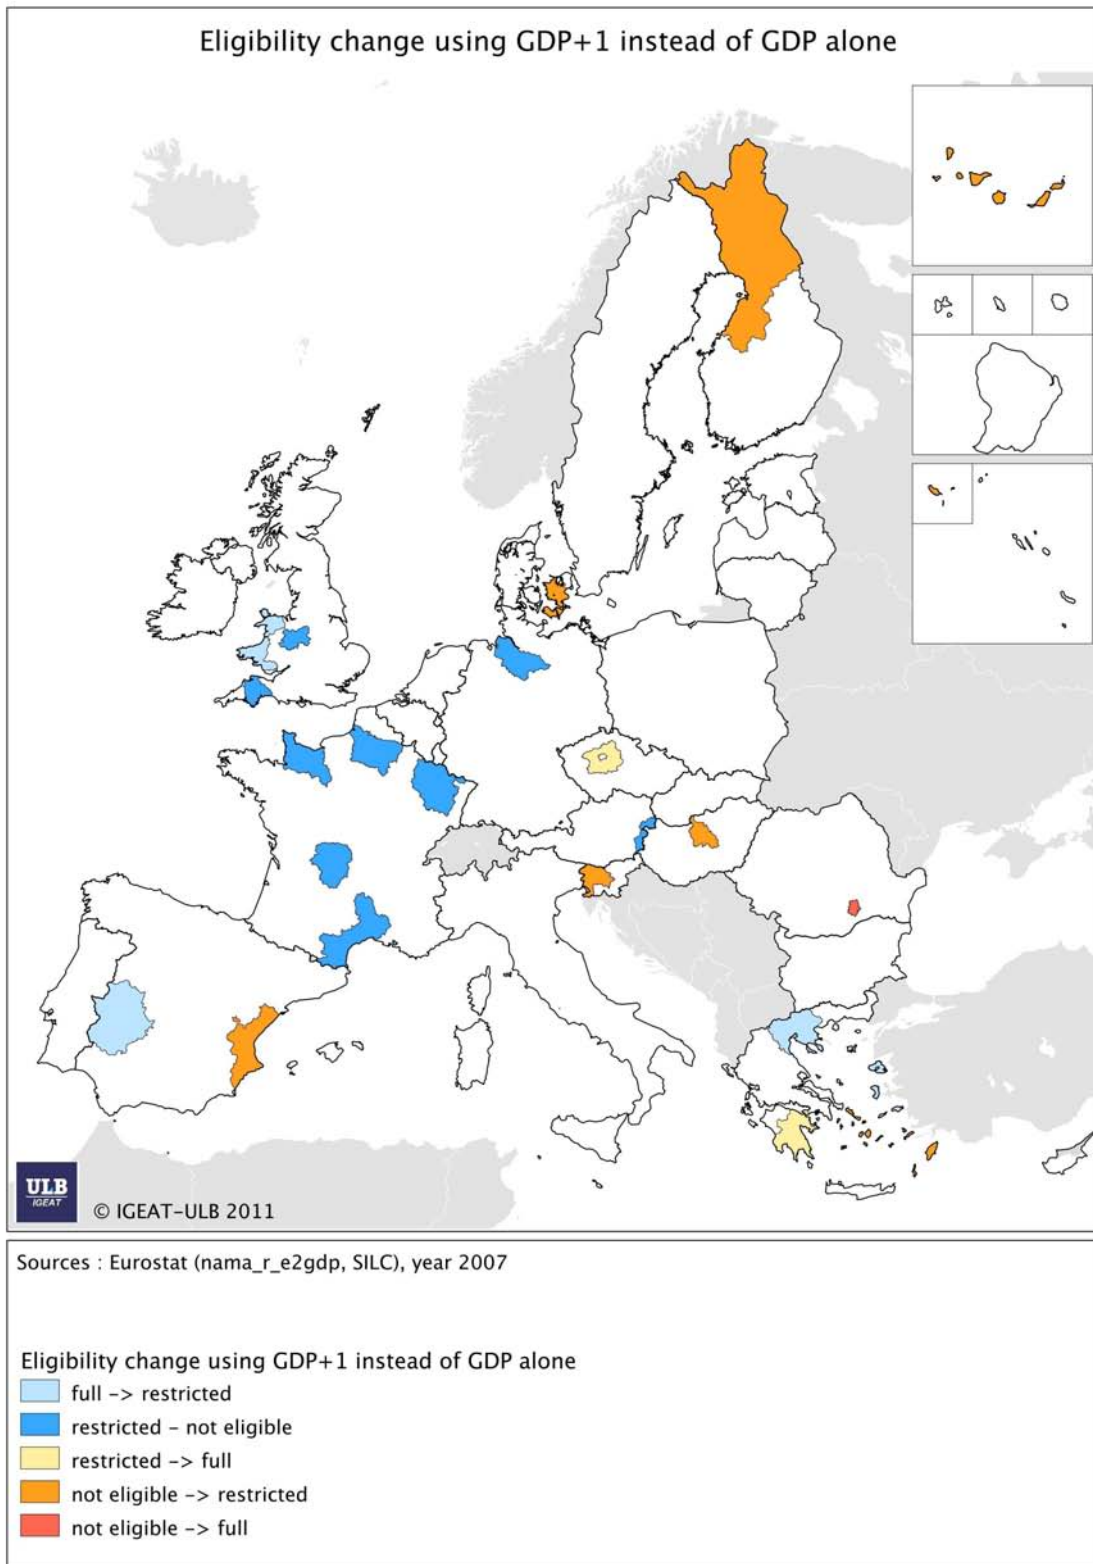 Eligibility change using GDP+1 instead of GDP alone
ULB
IGEAT
© IGEAT-ULB 2011
Sources : Eurostat (nama_r_e2gdp, SILC), year 2007
Eligibility change using GDP+1 instead of GDP alone
full -> restricted
restricted - not eligible
restricted -> full
not eligible -> restricted
not eligible -> full